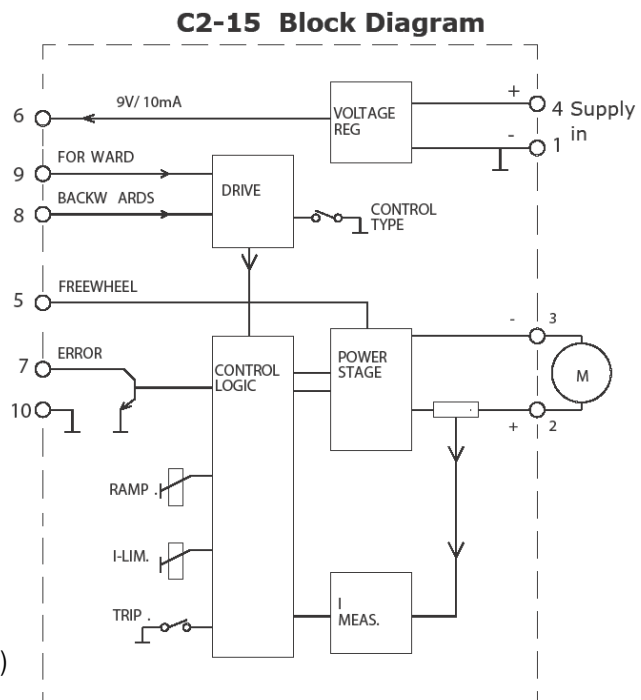 C2-15 Block Diagram
9V/ 10mA
6
VOLTAGE
REG
+
4 Supply
in
-
1
9
FOR WARD
8
BACKW ARDS
DRIVE
CONTROL
TYPE
5
FREEWHEEL
7
ERROR
10
CONTROL
LOGIC
POWER
STAGE
-
3
M
+
2
RAMP .
I-LIM.
TRIP .
I
MEAS.
)